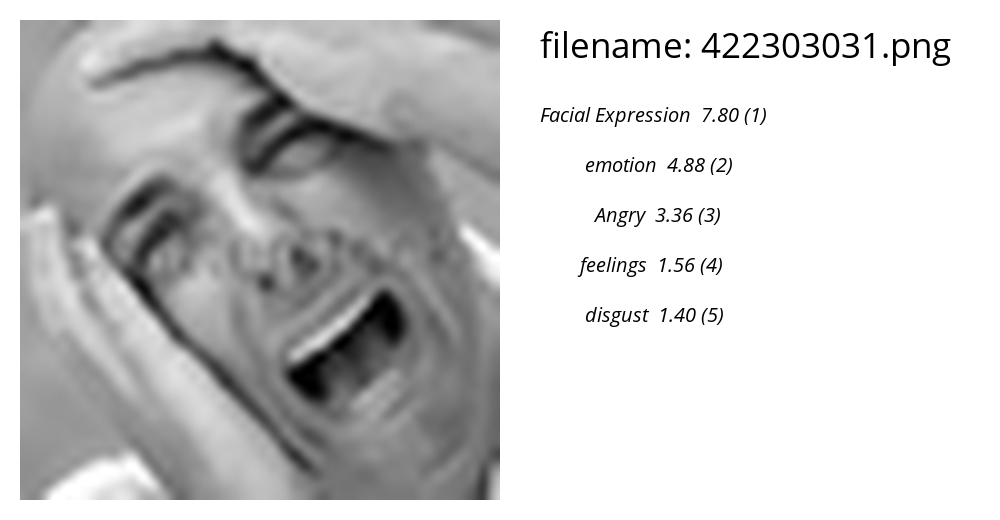 filename: 422303031.png
Facial Expression 7.80 (1)
emotion 4.88 (2)
Angry 3.36 (3)
feelings 1.56 (4)
disgust 1.40 (5)